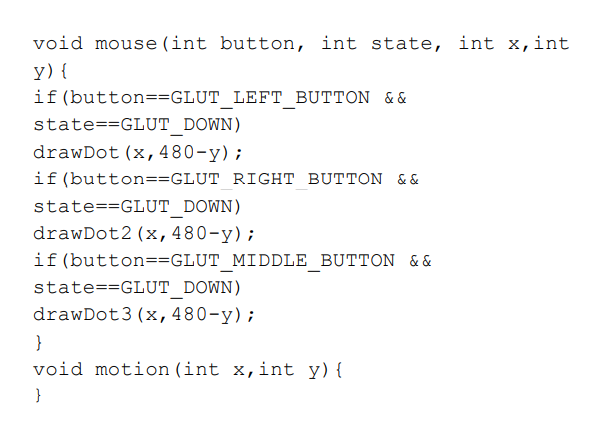 void mouse(int button, int state, int x,int
y){
if(button==GLUT_LEFT_BUTTON &&
state==GLUT_DOWN)
drawDot(x,480-y);
if(button==GLUT_RIGHT_BUTTON &&
state==GLUT_DOWN)
drawDot2(x,480-y);
if(button==GLUT_MIDDLE_BUTTON &&
state==GLUT_DOWN)
drawDot3(x,480-y);
}
void motion(int x,int y){
}